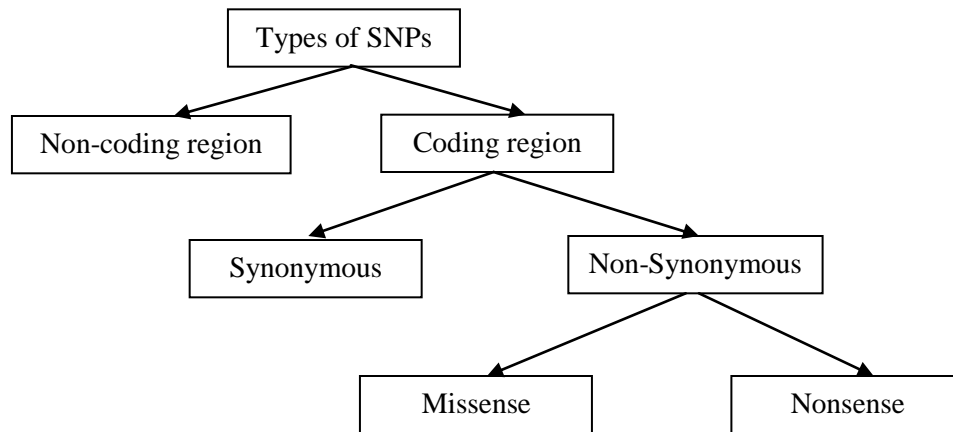 Types of SNPs
Non-coding region
Coding region
Synonymous
Non-Synonymous
Missense
Nonsense